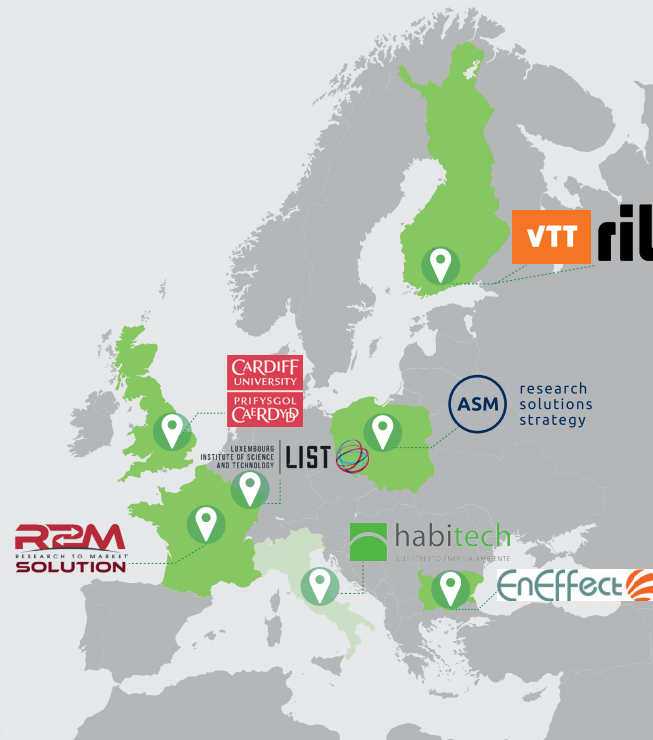 VTT
CARDIFF
UNIVERSITY
PRIFYSGOL
CAERDYD
ASM
research
solutions
strategy
LUXEMBOURG
INSTITUTE OF SCIENCE
AND TECHNOLOGY
LIST
R2M
RESEARCH TO MARKET
SOLUTION
habitech
IL DISTRETTO ENERGIA AMBIENTE
EnEffect